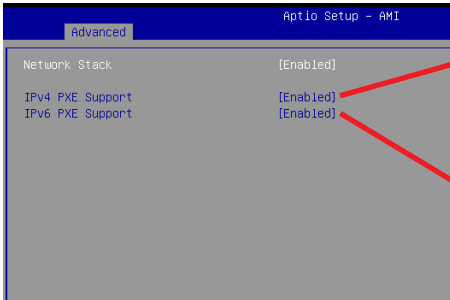 Aptio Setup - AMI
Advanced
Network Stack [Enabled]
IPv4 PXE Support [Enabled]
IPv6 PXE Support [Enabled]